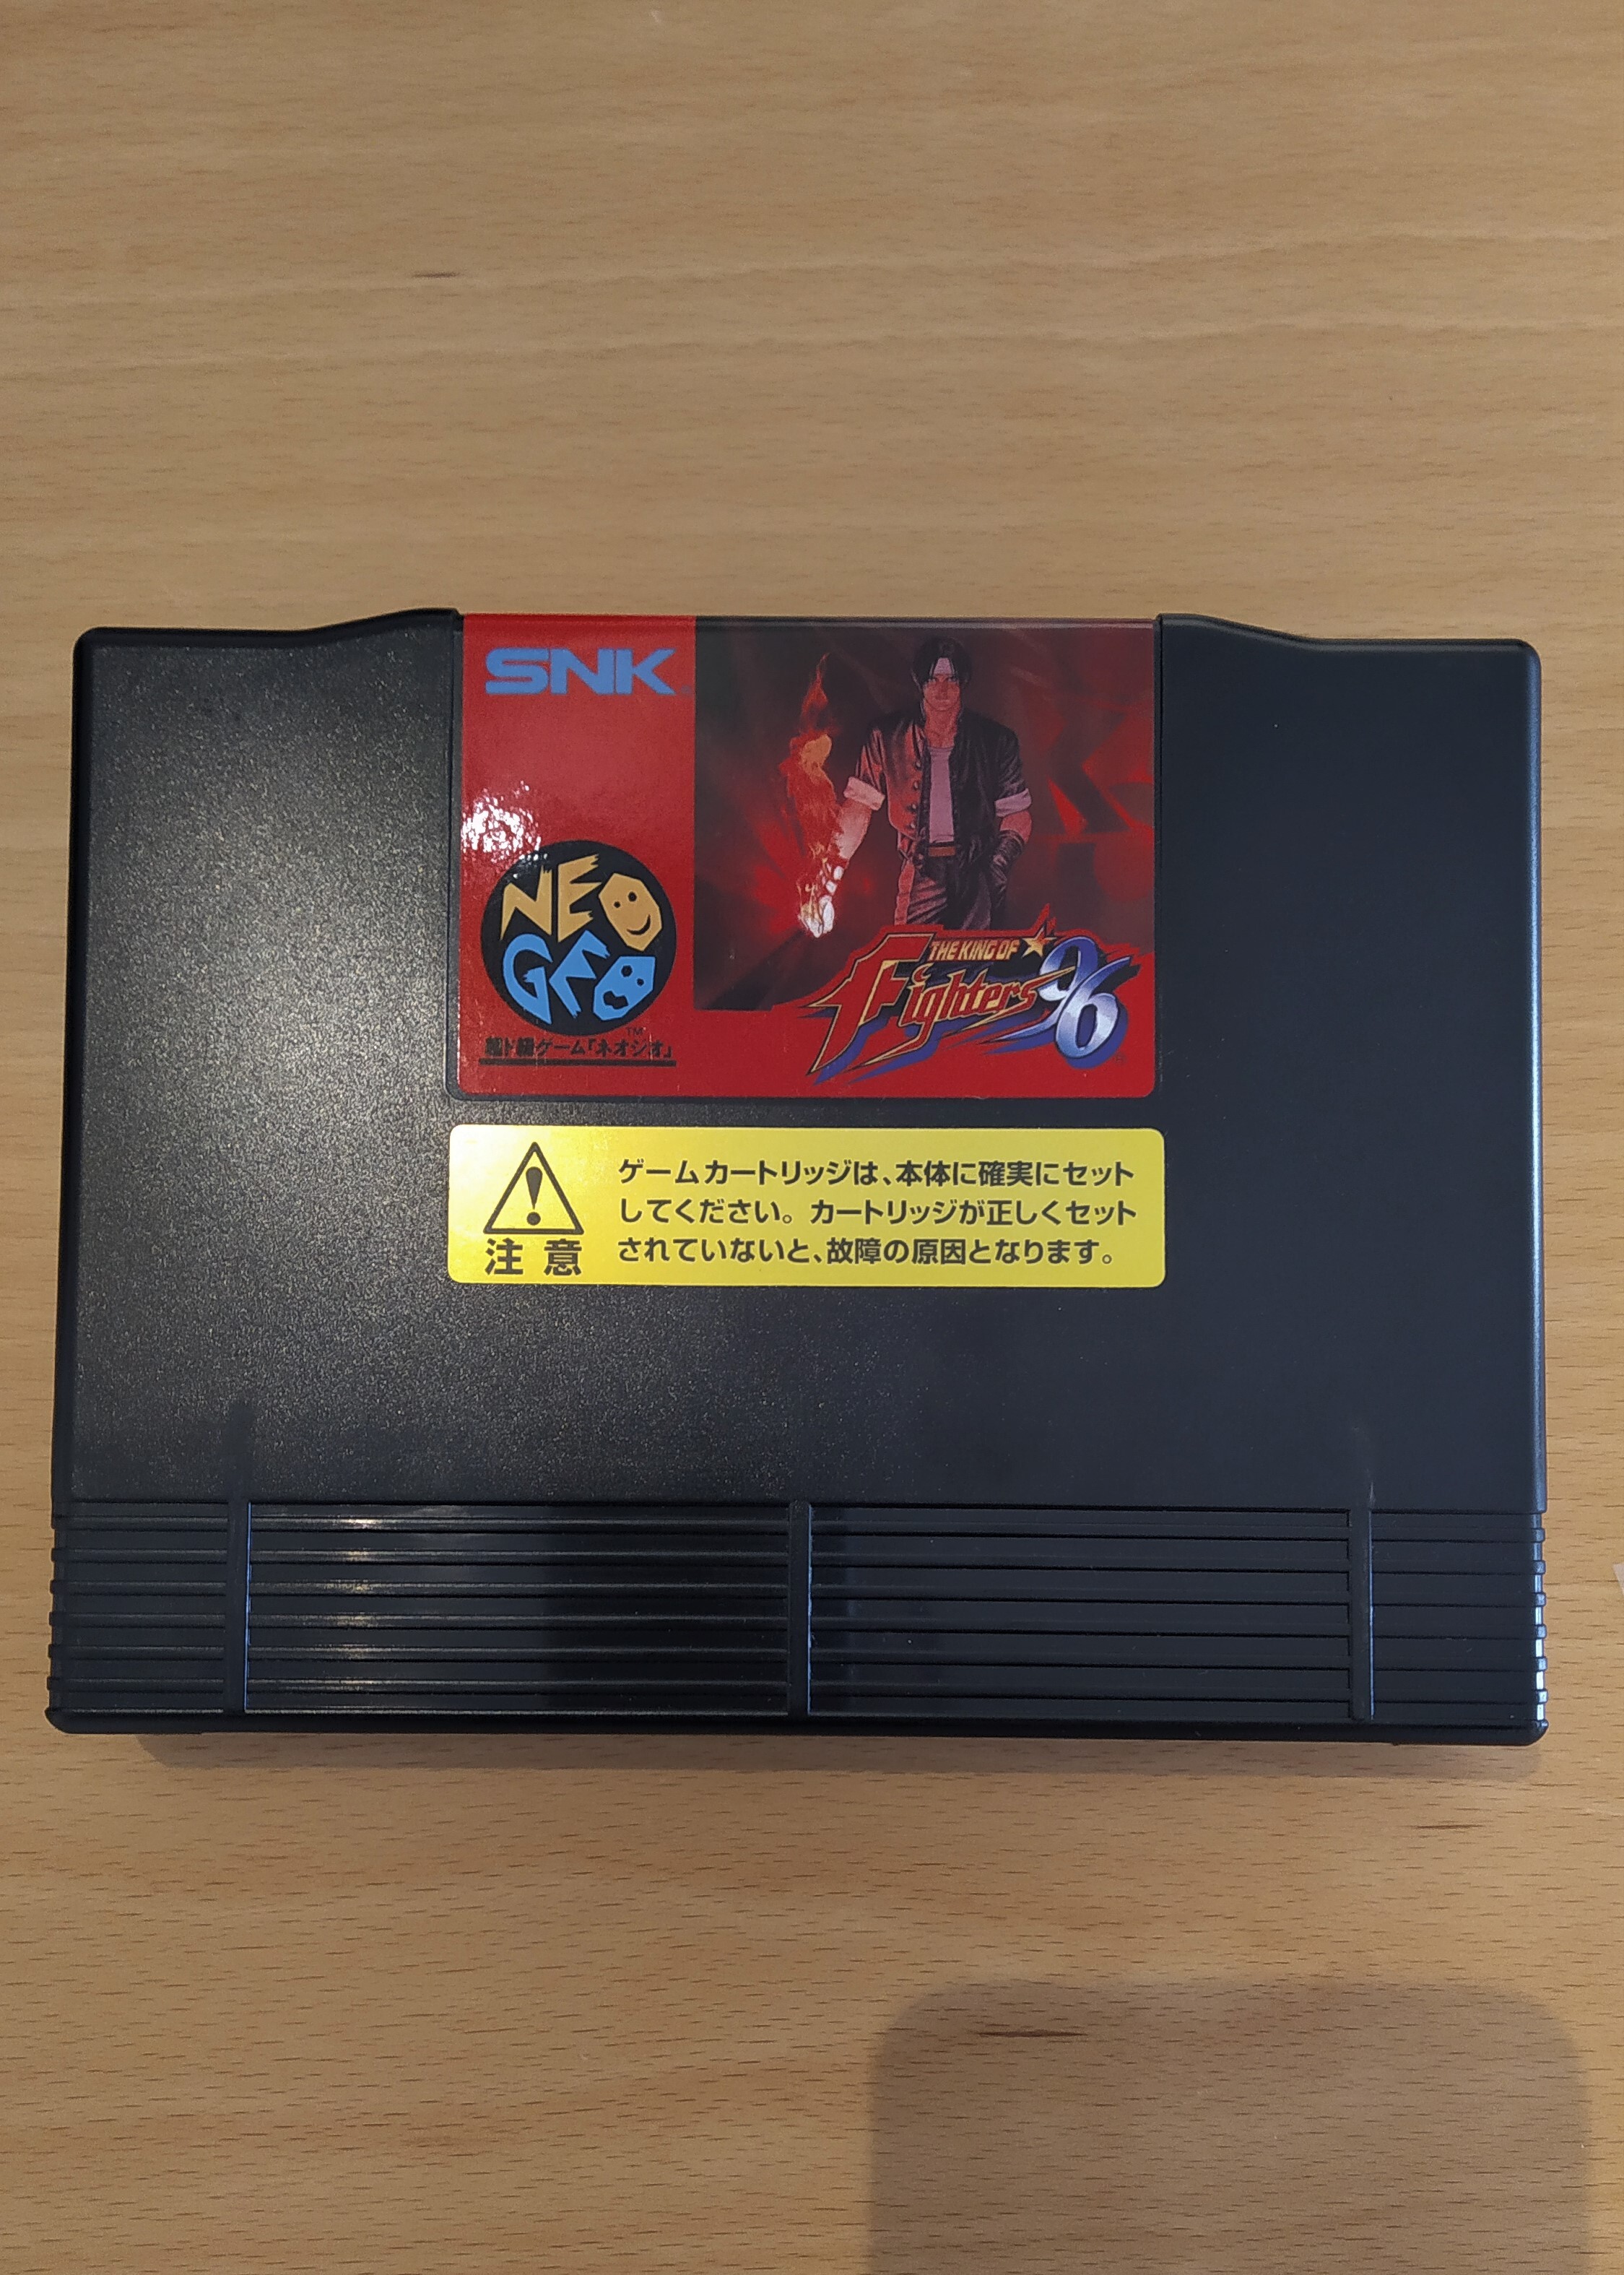 SNK
NEO
GEO
TM
ゲーム「ネオジオ」
THE KING OF
Fighters
'96
注意
ゲームカートリッジは、本体に確実にセット
してください。カートリッジが正しくセット
されていないと、故障の原因となります。